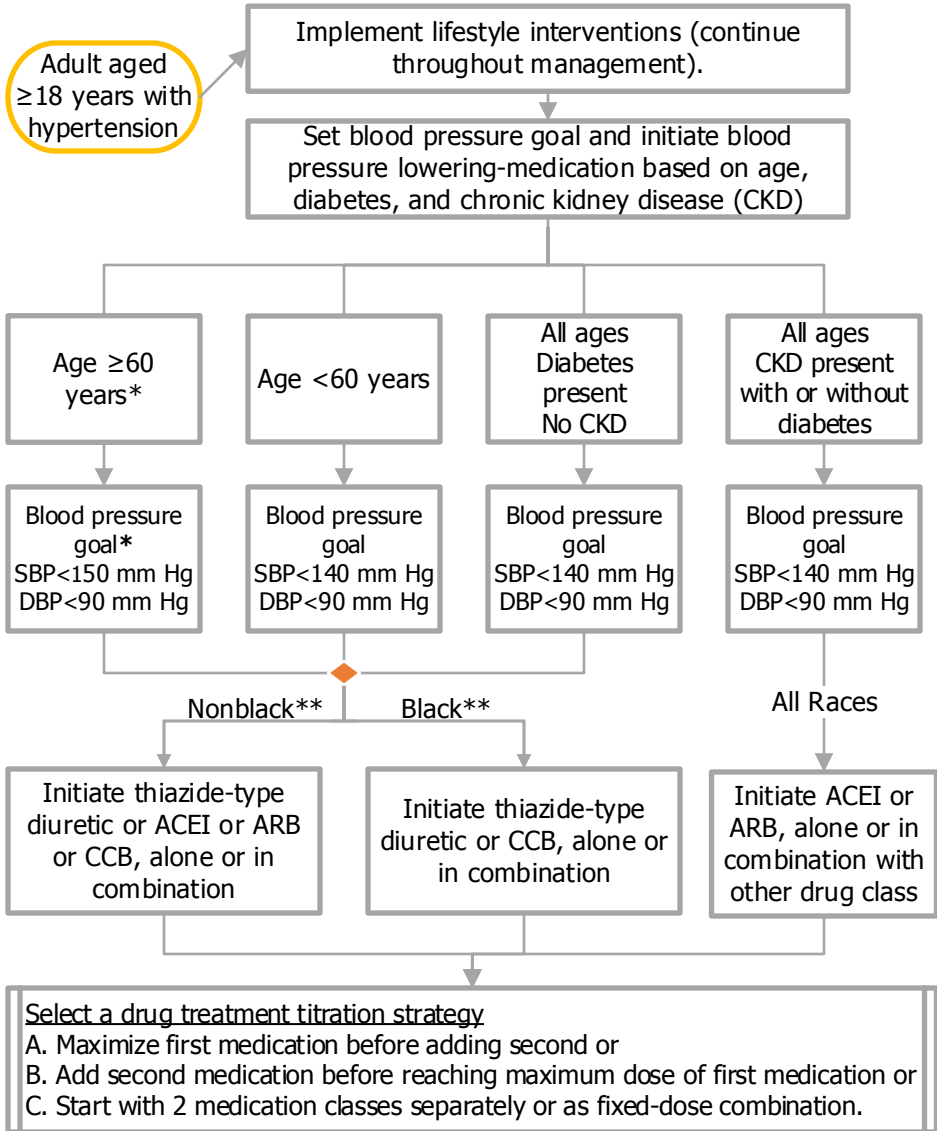 Adult aged
≥18 years with
hypertension
Implement lifestyle interventions (continue
throughout management).
Set blood pressure goal and initiate blood
pressure lowering-medication based on age,
diabetes, and chronic kidney disease (CKD)
Age ≥60
years*
Age <60 years
All ages
Diabetes
present
No CKD
All ages
CKD present
with or without
diabetes
Blood pressure
goal*
SBP<150 mm Hg
DBP<90 mm Hg
Blood pressure
goal
SBP<140 mm Hg
DBP<90 mm Hg
Blood pressure
goal
SBP<140 mm Hg
DBP<90 mm Hg
Blood pressure
goal
SBP<140 mm Hg
DBP<90 mm Hg
Nonblack**
Black**
All Races
Initiate thiazide-type
diuretic or ACEI or ARB
or CCB, alone or in
combination
Initiate thiazide-type
diuretic or CCB, alone or
in combination
Initiate ACEI or
ARB, alone or in
combination with
other drug class
Select a drug treatment titration strategy
A. Maximize first medication before adding second or
B. Add second medication before reaching maximum dose of first medication or
C. Start with 2 medication classes separately or as fixed-dose combination.